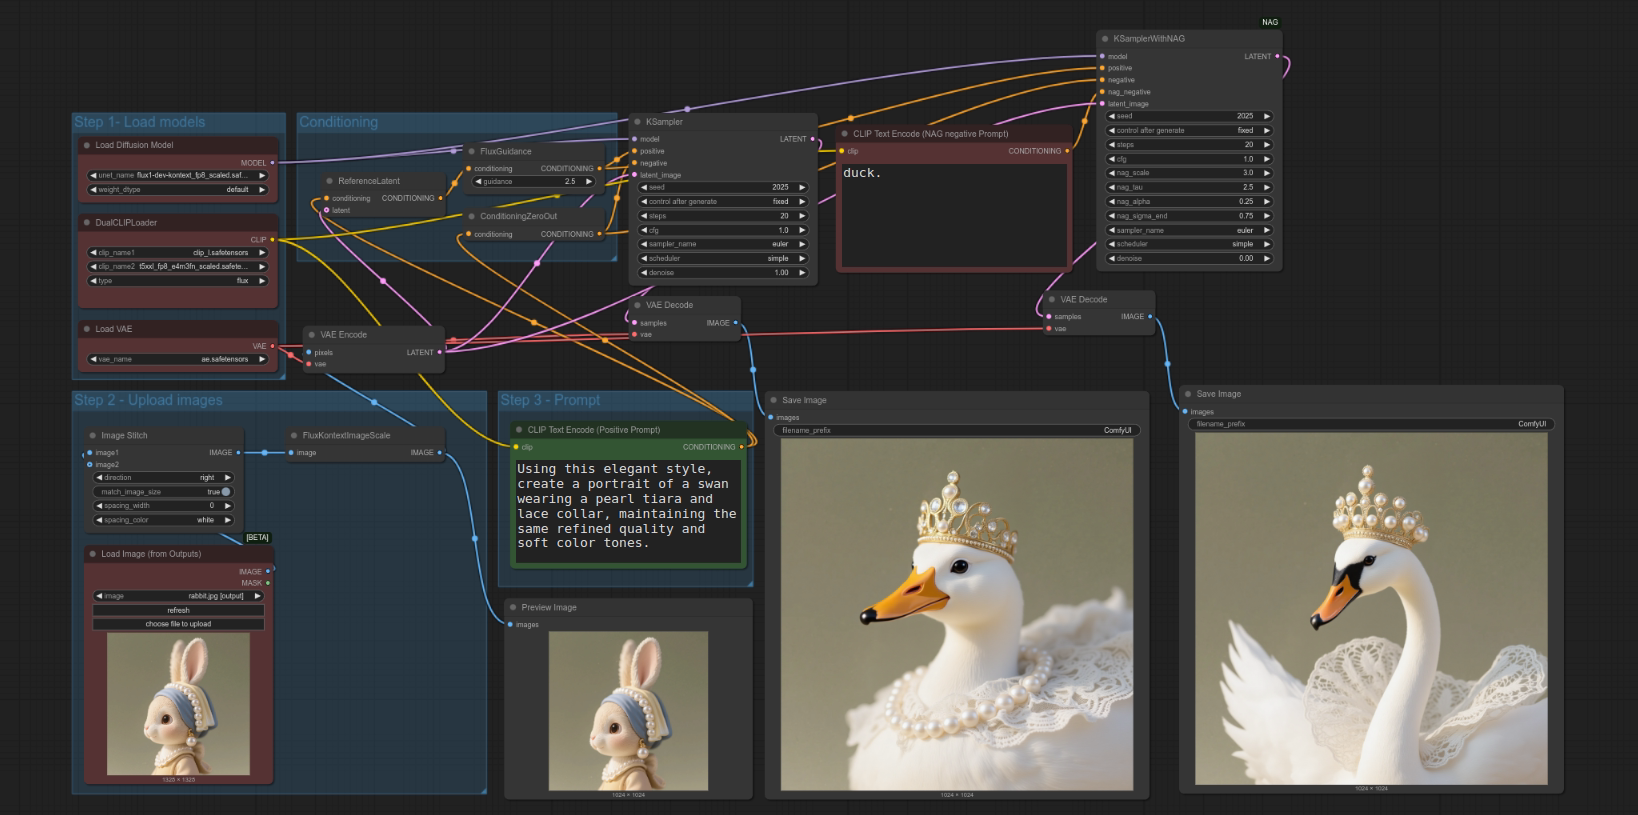 NAG
KSamplerWithNAG
model LATENT
positive
negative
nag_negative
latent_image
seed 2025
control after generate fixed
steps 20
cfg 1.0
nag_scale 3.0
nag_tau 2.5
nag_alpha 0.25
nag_sigma_end 0.75
sampler_name euler
scheduler simple
denoise 0.00
Step 1- Load models
Load Diffusion Model
MODEL
unet_name flux1-dev-kontext_fp8_scaled.saf...
weight_dtype default
DualCLIPLoader
CLIP
clip_name1 clip_l.safetensors
clip_name2 t5xxl_fp8_e4m3fn_scaled.safete...
type flux
Load VAE
VAE
vae_name ae.safetensors
Conditioning
FluxGuidance
conditioning CONDITIONING
guidance 2.5
ReferenceLatent
conditioning CONDITIONING
latent
ConditioningZeroOut
conditioning CONDITIONING
VAE Encode
pixels LATENT
vae
KSampler
model LATENT
positive
negative
latent_image
seed 2025
control after generate fixed
steps 20
cfg 1.0
sampler_name euler
scheduler simple
denoise 1.00
CLIP Text Encode (NAG negative Prompt)
clip CONDITIONING
duck.
VAE Decode
samples IMAGE
vae
VAE Decode
samples IMAGE
vae
Step 2 - Upload images
Image Stitch
image1 IMAGE
image2
direction right
match_image_size true
spacing_width 0
spacing_color white
FluxKontextImageScale
image IMAGE
[BETA]
Load Image (from Outputs)
IMAGE
MASK
image rabbit.jpg [output]
refresh
choose file to upload
Step 3 - Prompt
CLIP Text Encode (Positive Prompt)
clip CONDITIONING
Using this elegant style,
create a portrait of a swan
wearing a pearl tiara and
lace collar, maintaining the
same refined quality and
soft color tones.
Preview Image
images
1024 × 1024
Save Image
images
filename_prefix ComfyUI
1024 × 1024
Save Image
images
filename_prefix ComfyUI
1024 × 1024